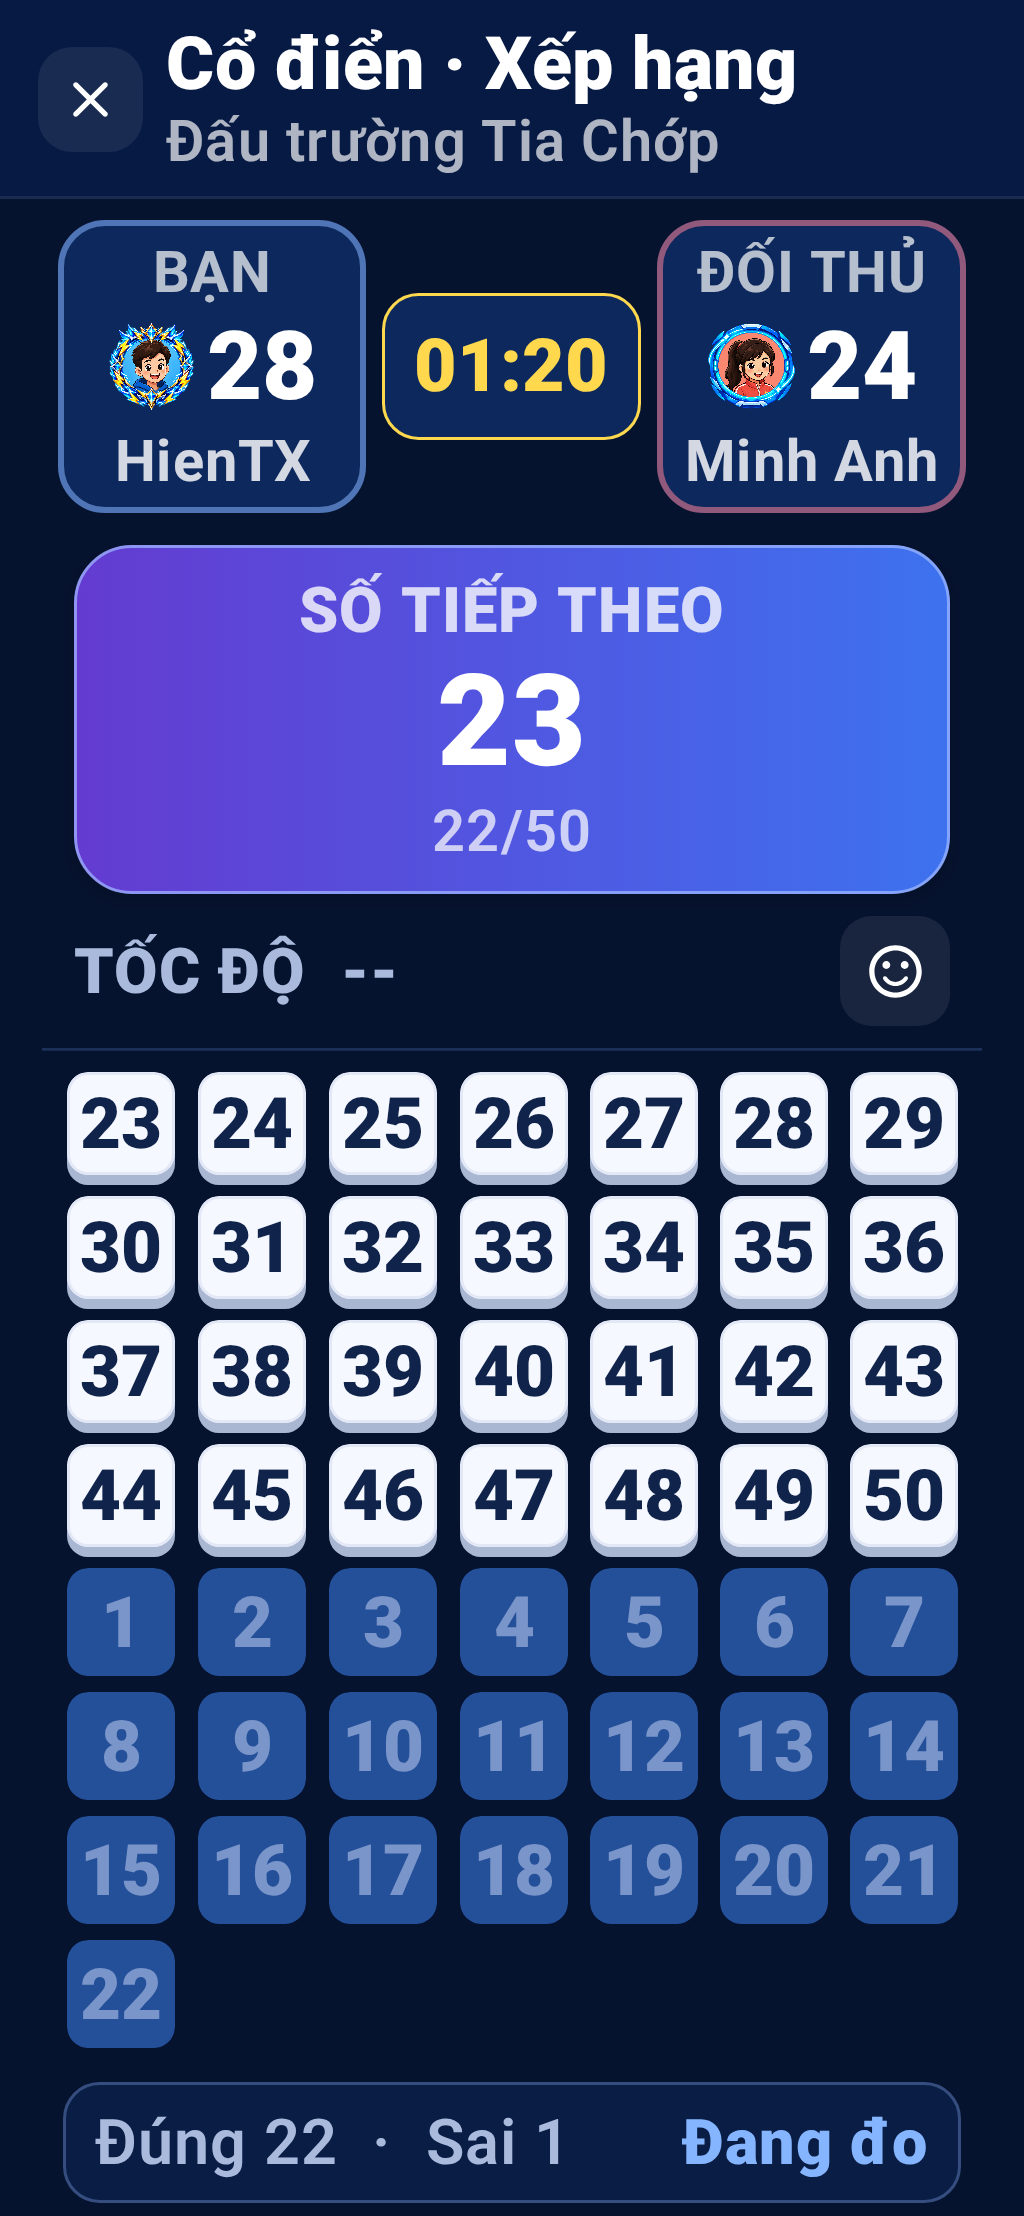 Cổ điển · Xếp hạng
Đấu trường Tia Chớp
BẠN
28
HienTX
01:20
ĐỐI THỦ
24
Minh Anh
SỐ TIẾP THEO
23
22/50
TỐC ĐỘ --
23 24 25 26 27 28 29
30 31 32 33 34 35 36
37 38 39 40 41 42 43
44 45 46 47 48 49 50
1 2 3 4 5 6 7
8 9 10 11 12 13 14
15 16 17 18 19 20 21
22
Đúng 22 · Sai 1 Đang đo